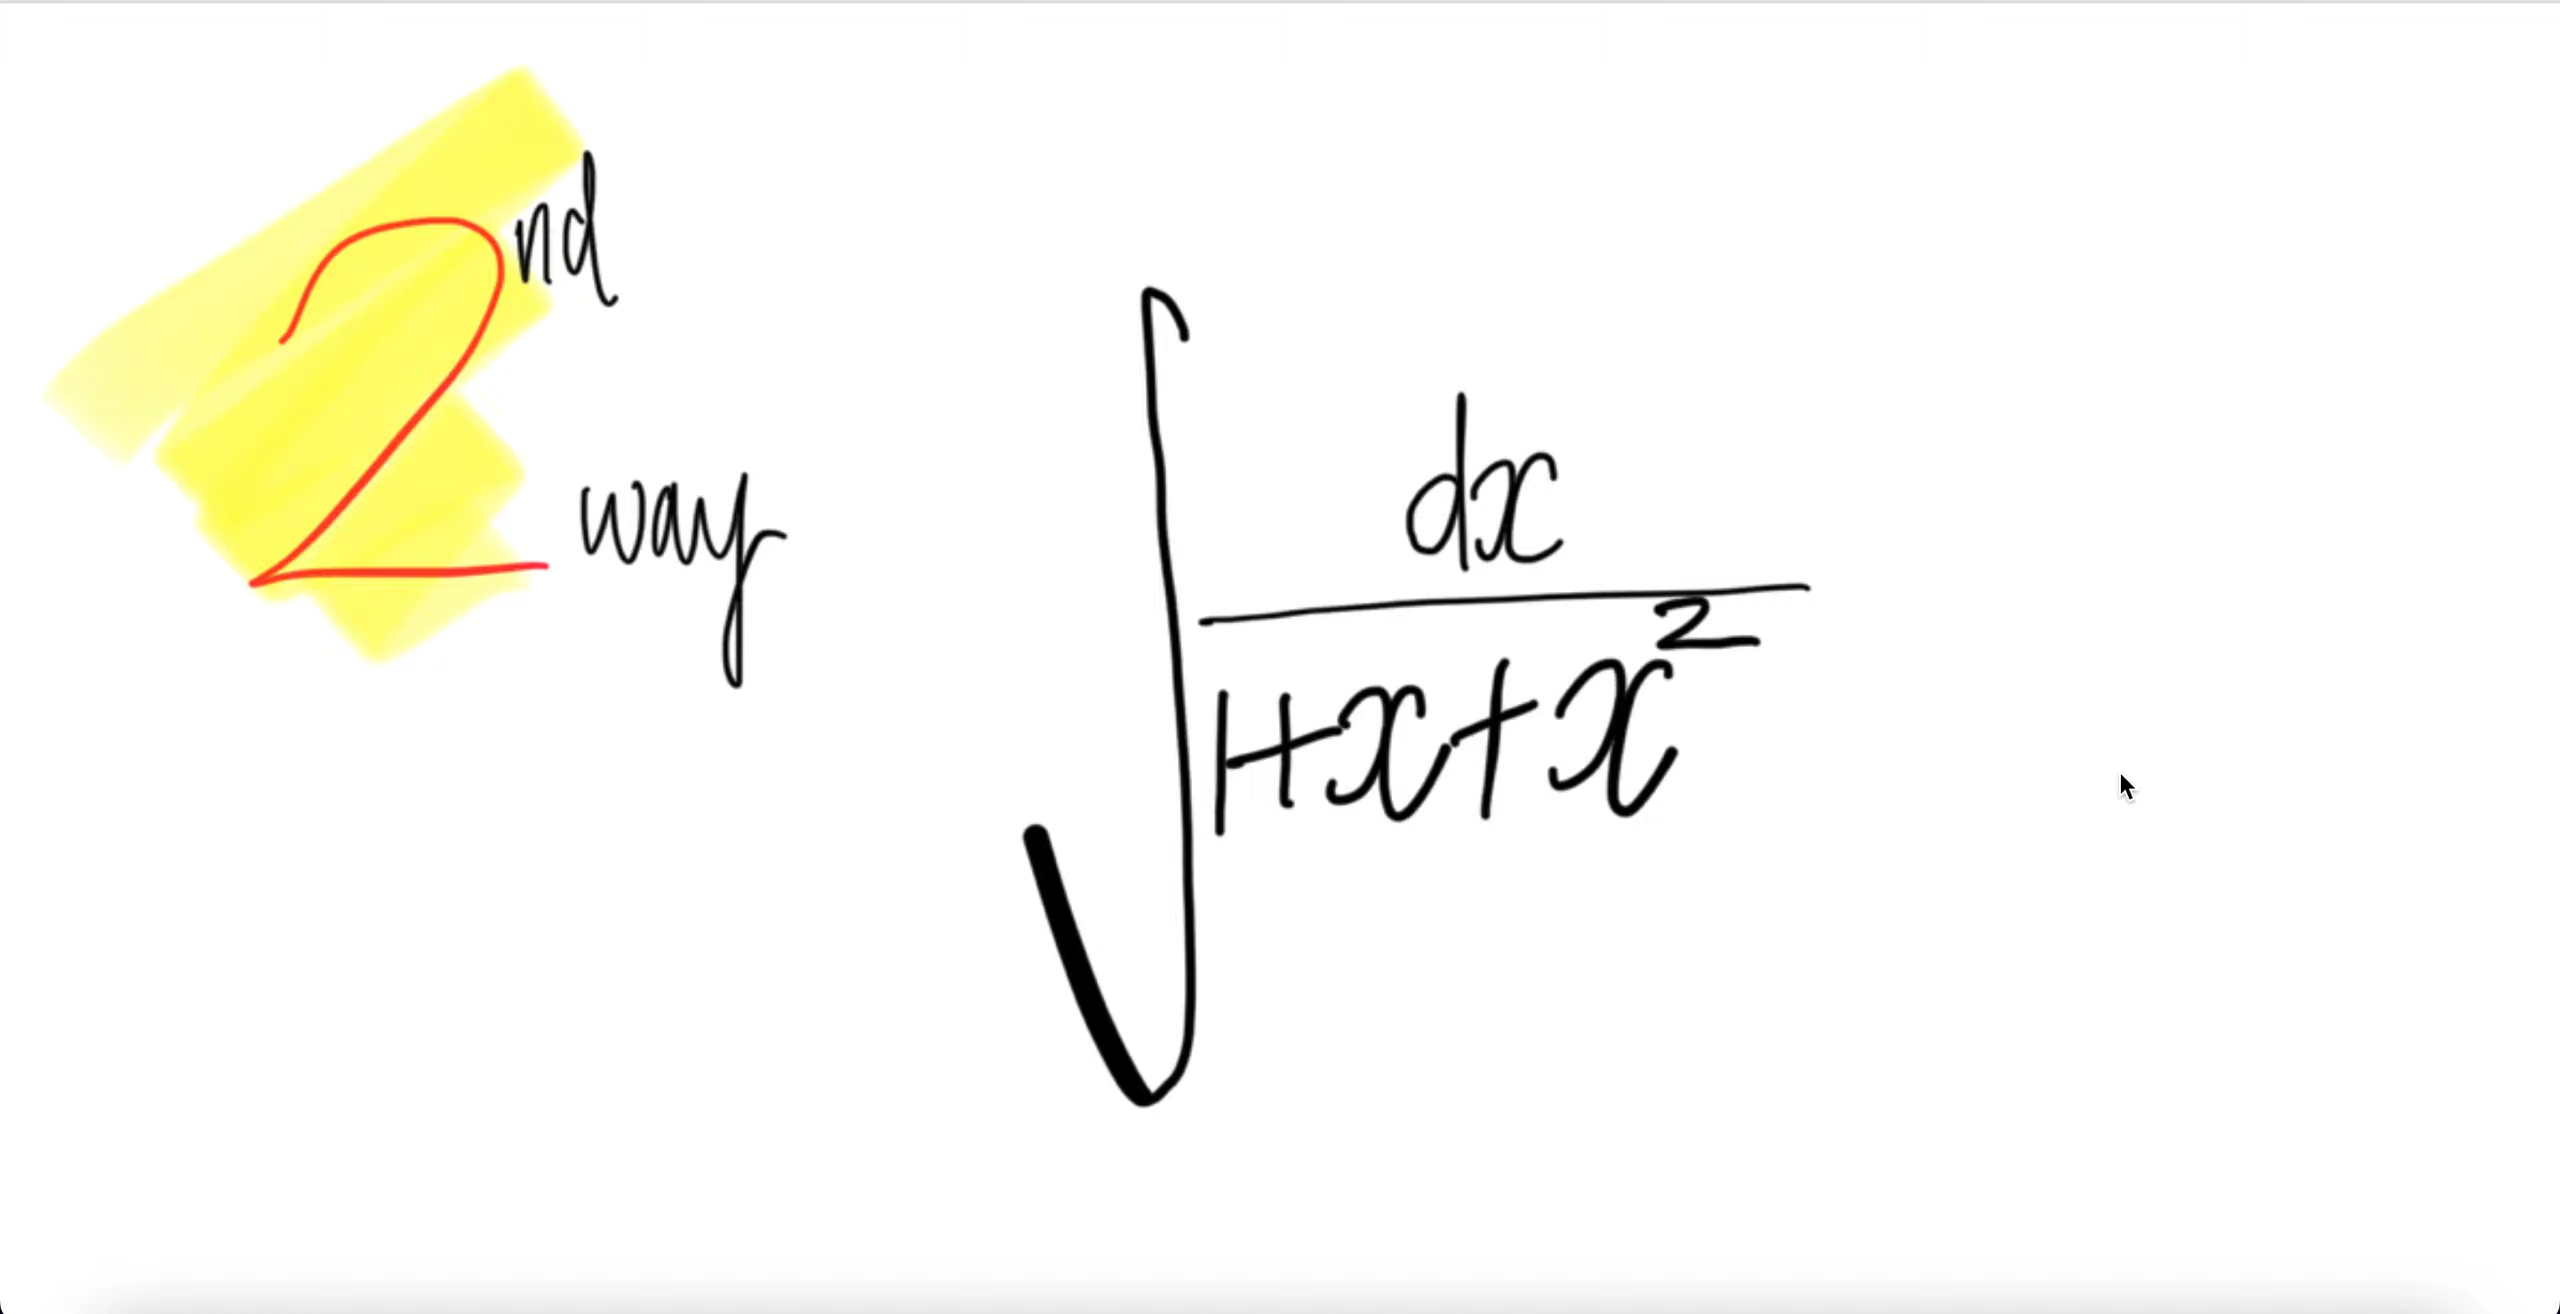 2nd
way
∫ dx
1+x+x²